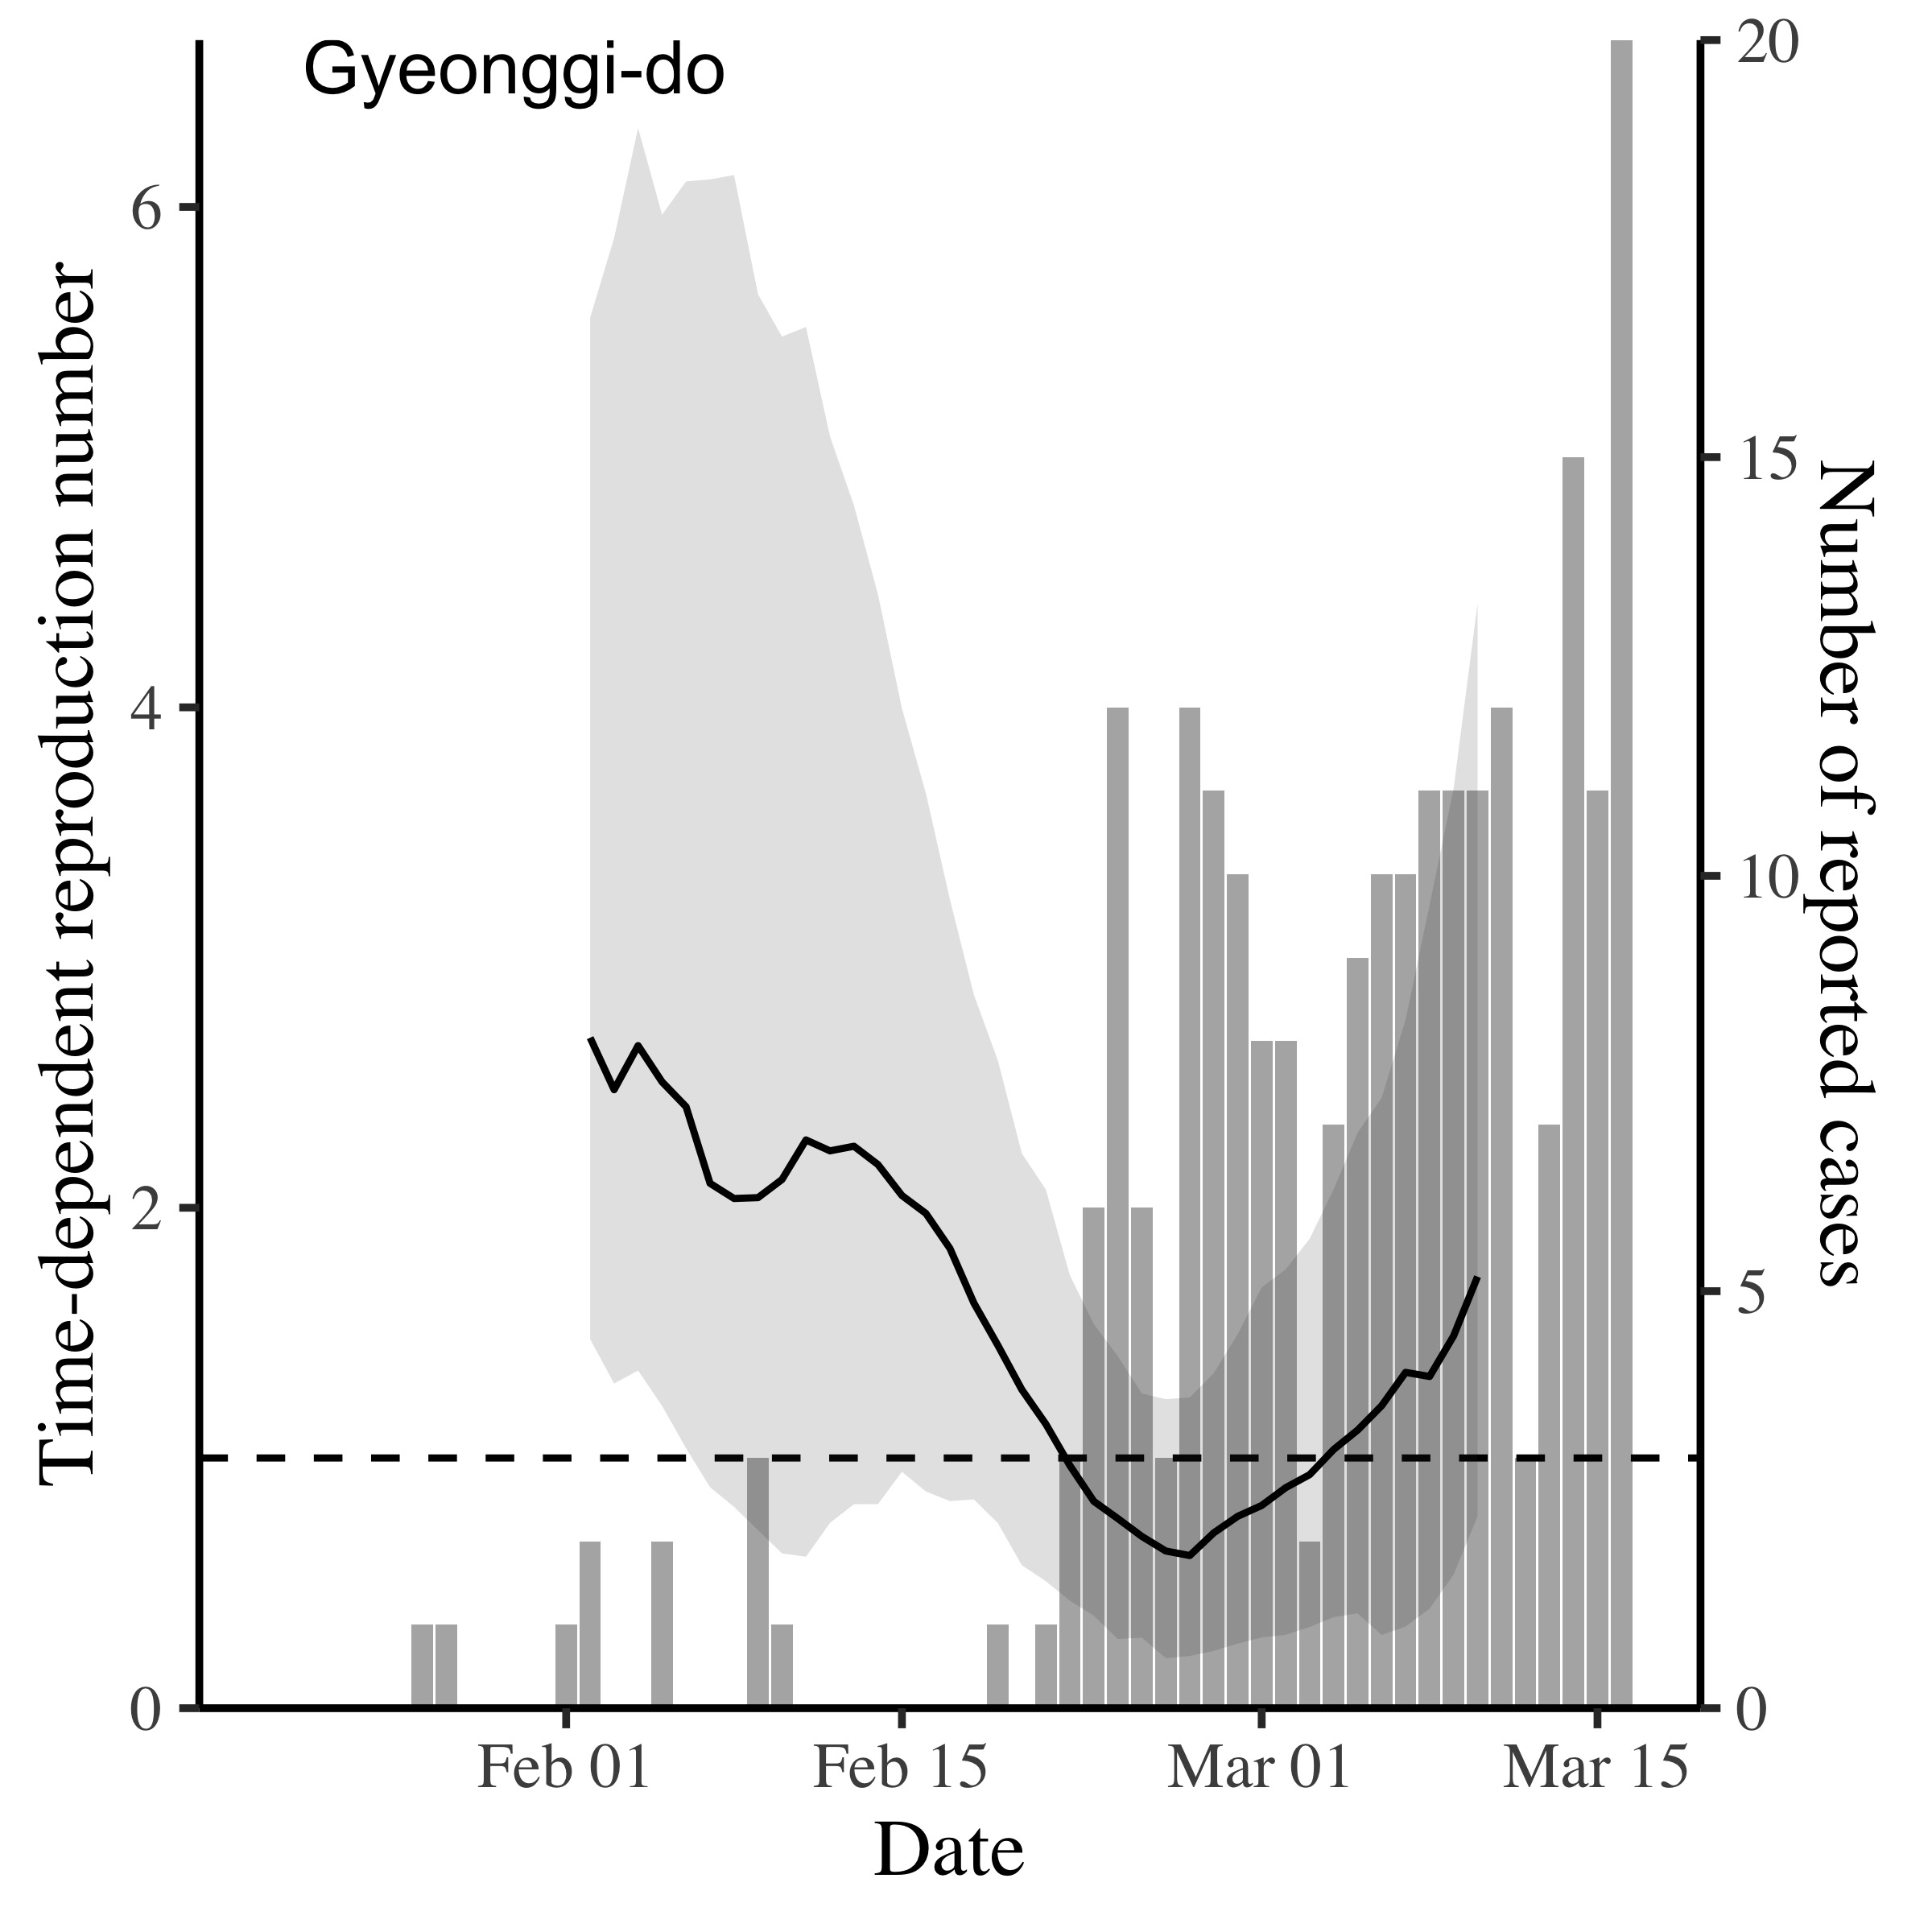 Gyeonggi-do
Time-dependent reproduction number
6
4
2
0
20
15
10
5
0
Number of reported cases
Feb 01
Feb 15
Mar 01
Mar 15
Date